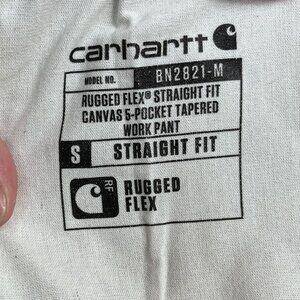 carhartt
MODEL NO. BN2821-M
RUGGED FLEX® STRAIGHT FIT
CANVAS 5-POCKET TAPERED
WORK PANT
S STRAIGHT FIT
RF RUGGED
FLEX